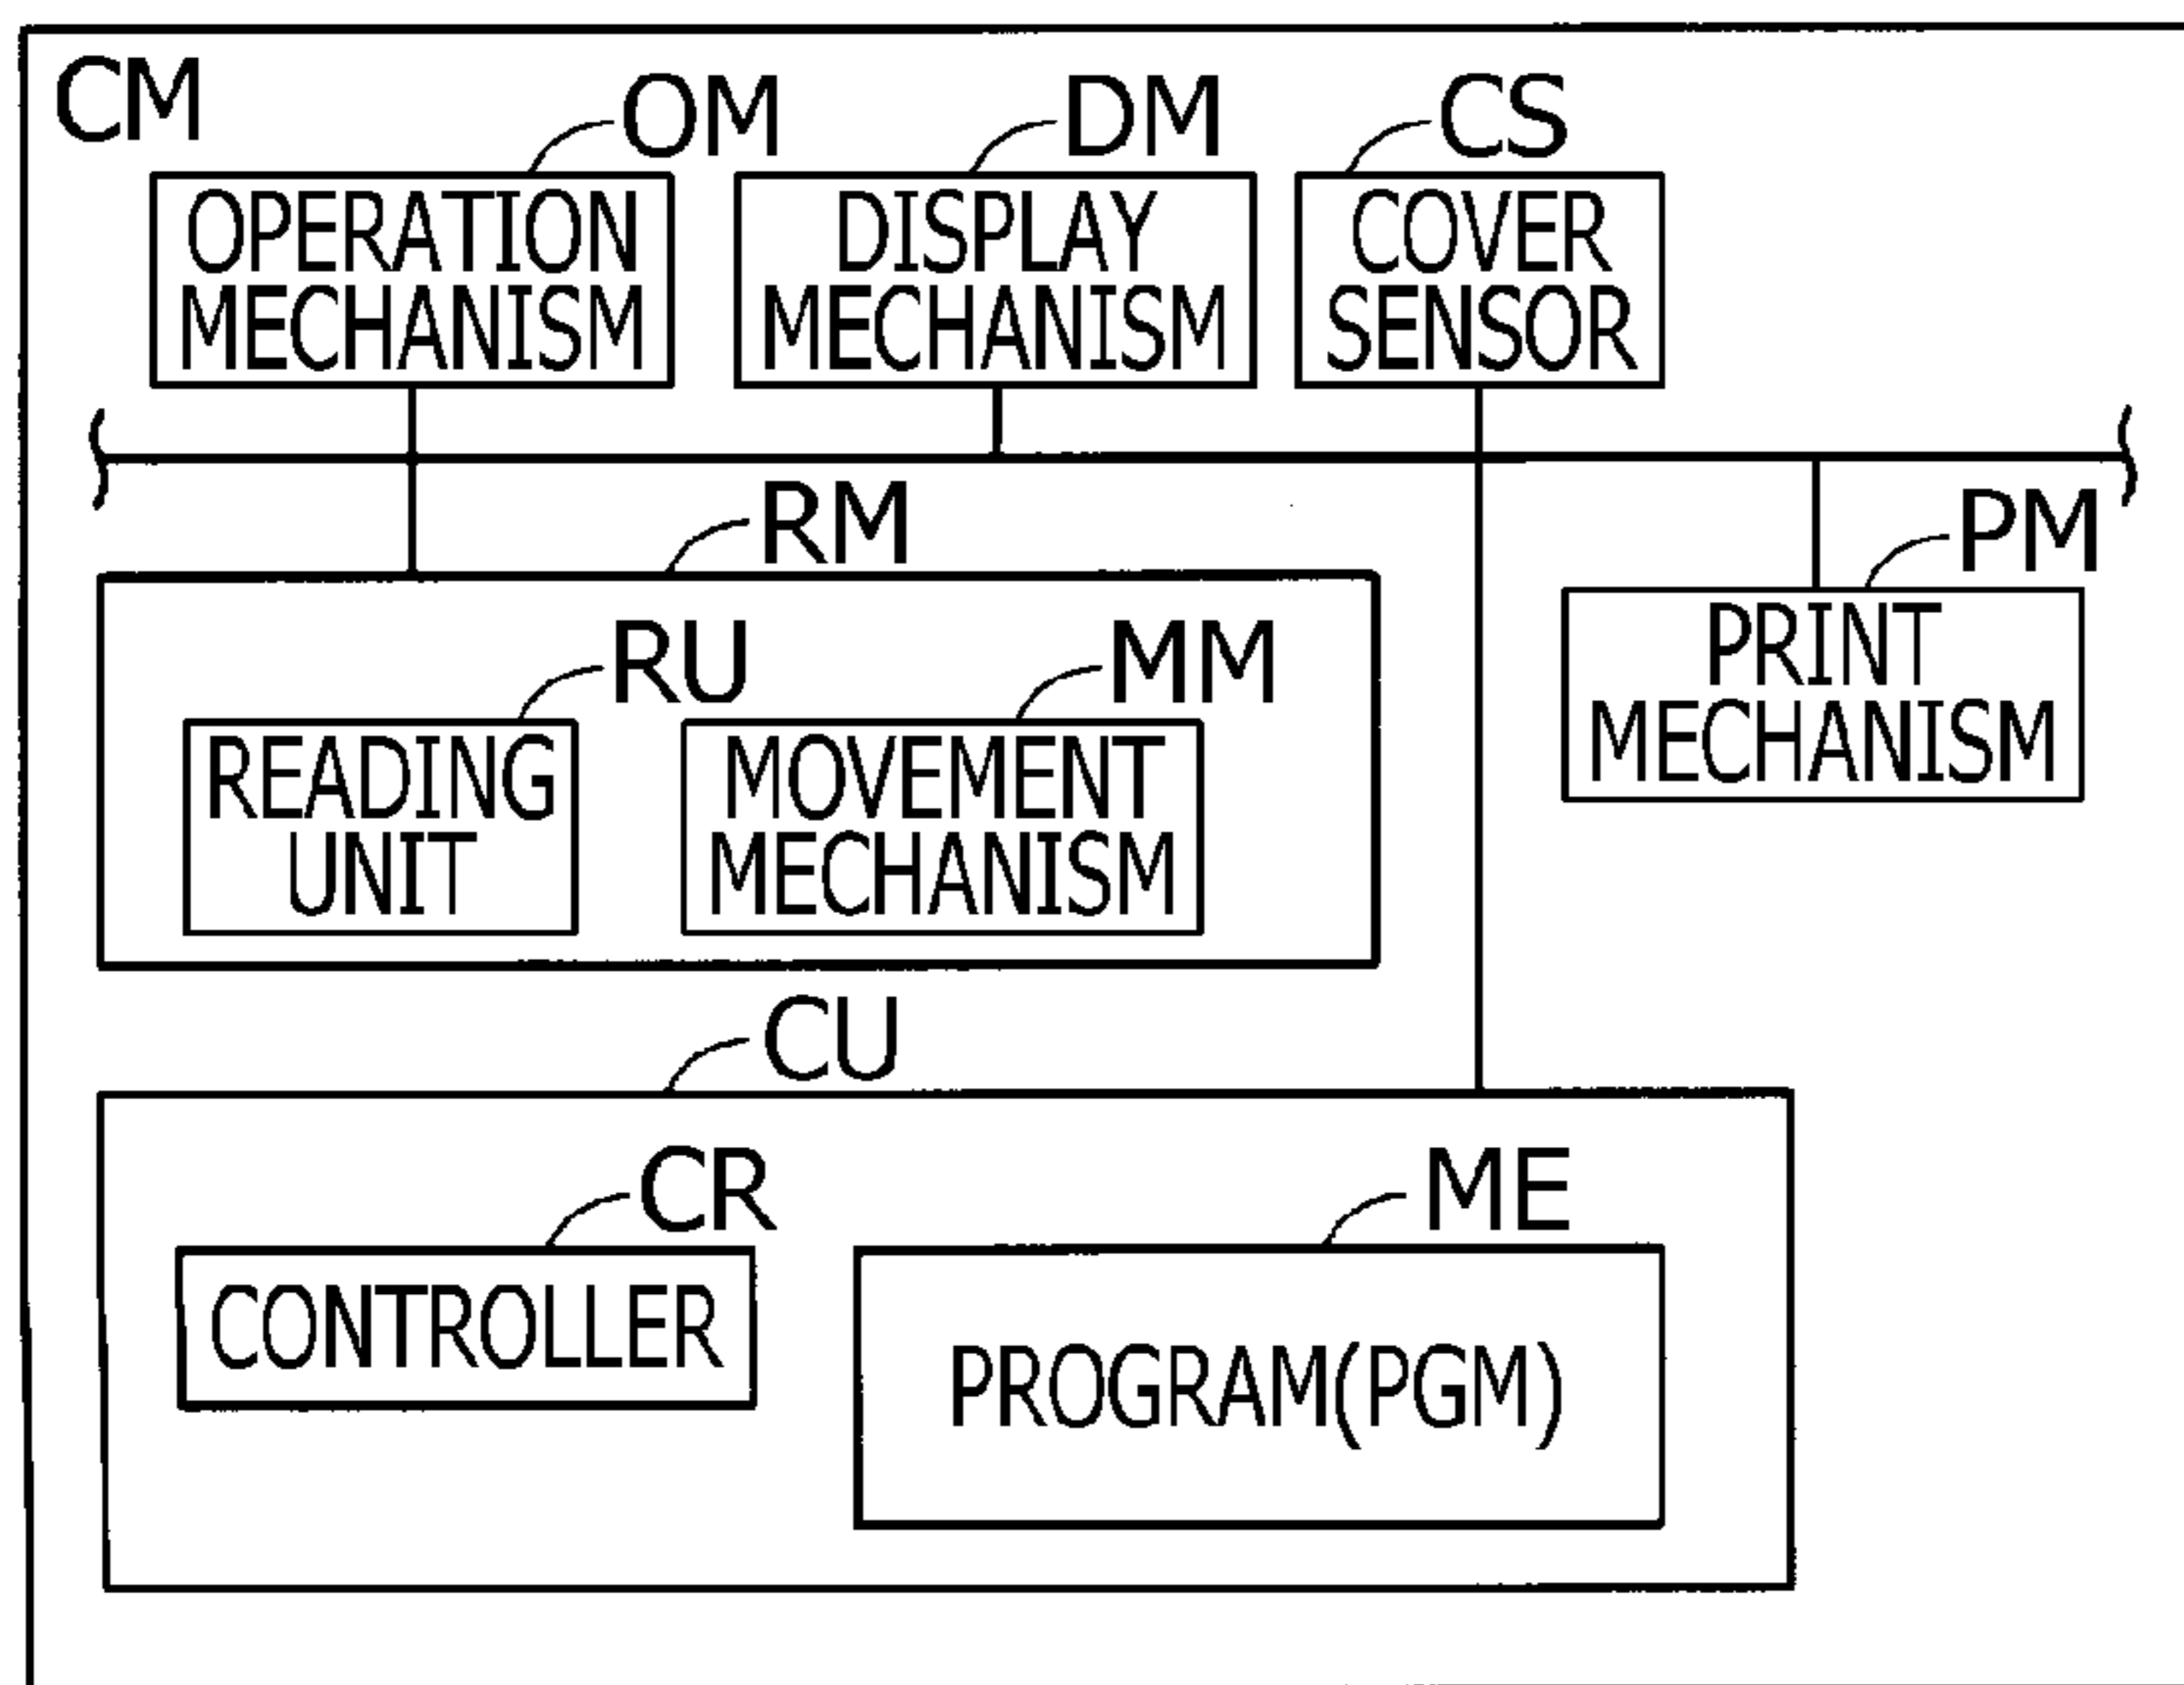 CM
OM
DM
CS
OPERATION
MECHANISM
DISPLAY
MECHANISM
COVER
SENSOR
RM
PM
PRINT
MECHANISM
RU
MM
READING
UNIT
MOVEMENT
MECHANISM
CU
CR
ME
CONTROLLER
PROGRAM(PGM)